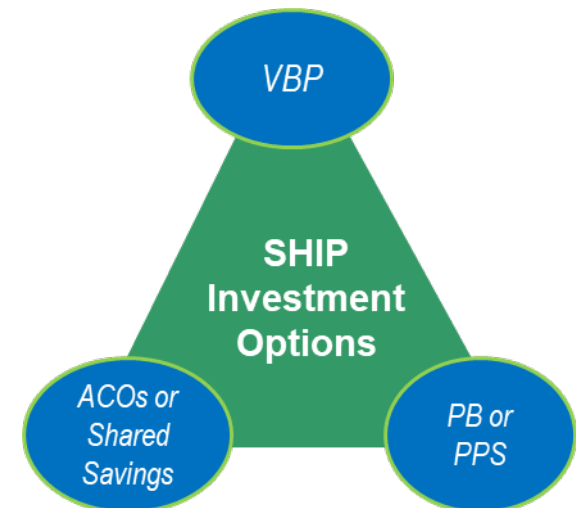 VBP
SHIP
Investment
Options
ACOs or
Shared
Savings
PB or
PPS